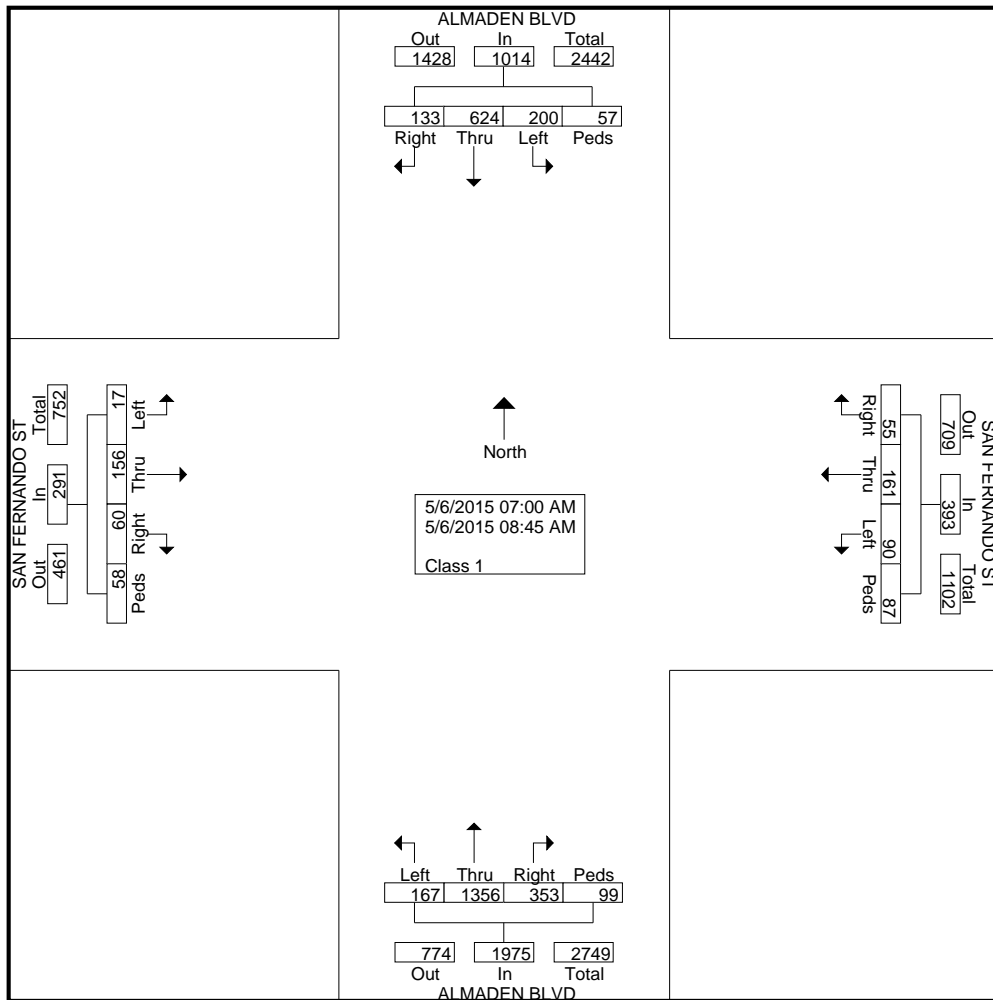 ALMADEN BLVD
Out In Total
1428 1014 2442
133 624 200 57
Right Thru Left Peds
SAN FERNANDO ST
Total In Out
752 291 461
17 156 60 58
Left Thru Right Peds
North
5/6/2015 07:00 AM
5/6/2015 08:45 AM
Class 1
Right Thru Left Peds
55 161 90 87
709 393 1102
Out In Total
SAN FERNANDO ST
Left Thru Right Peds
167 1356 353 99
774 1975 2749
Out In Total
ALMADEN BLVD